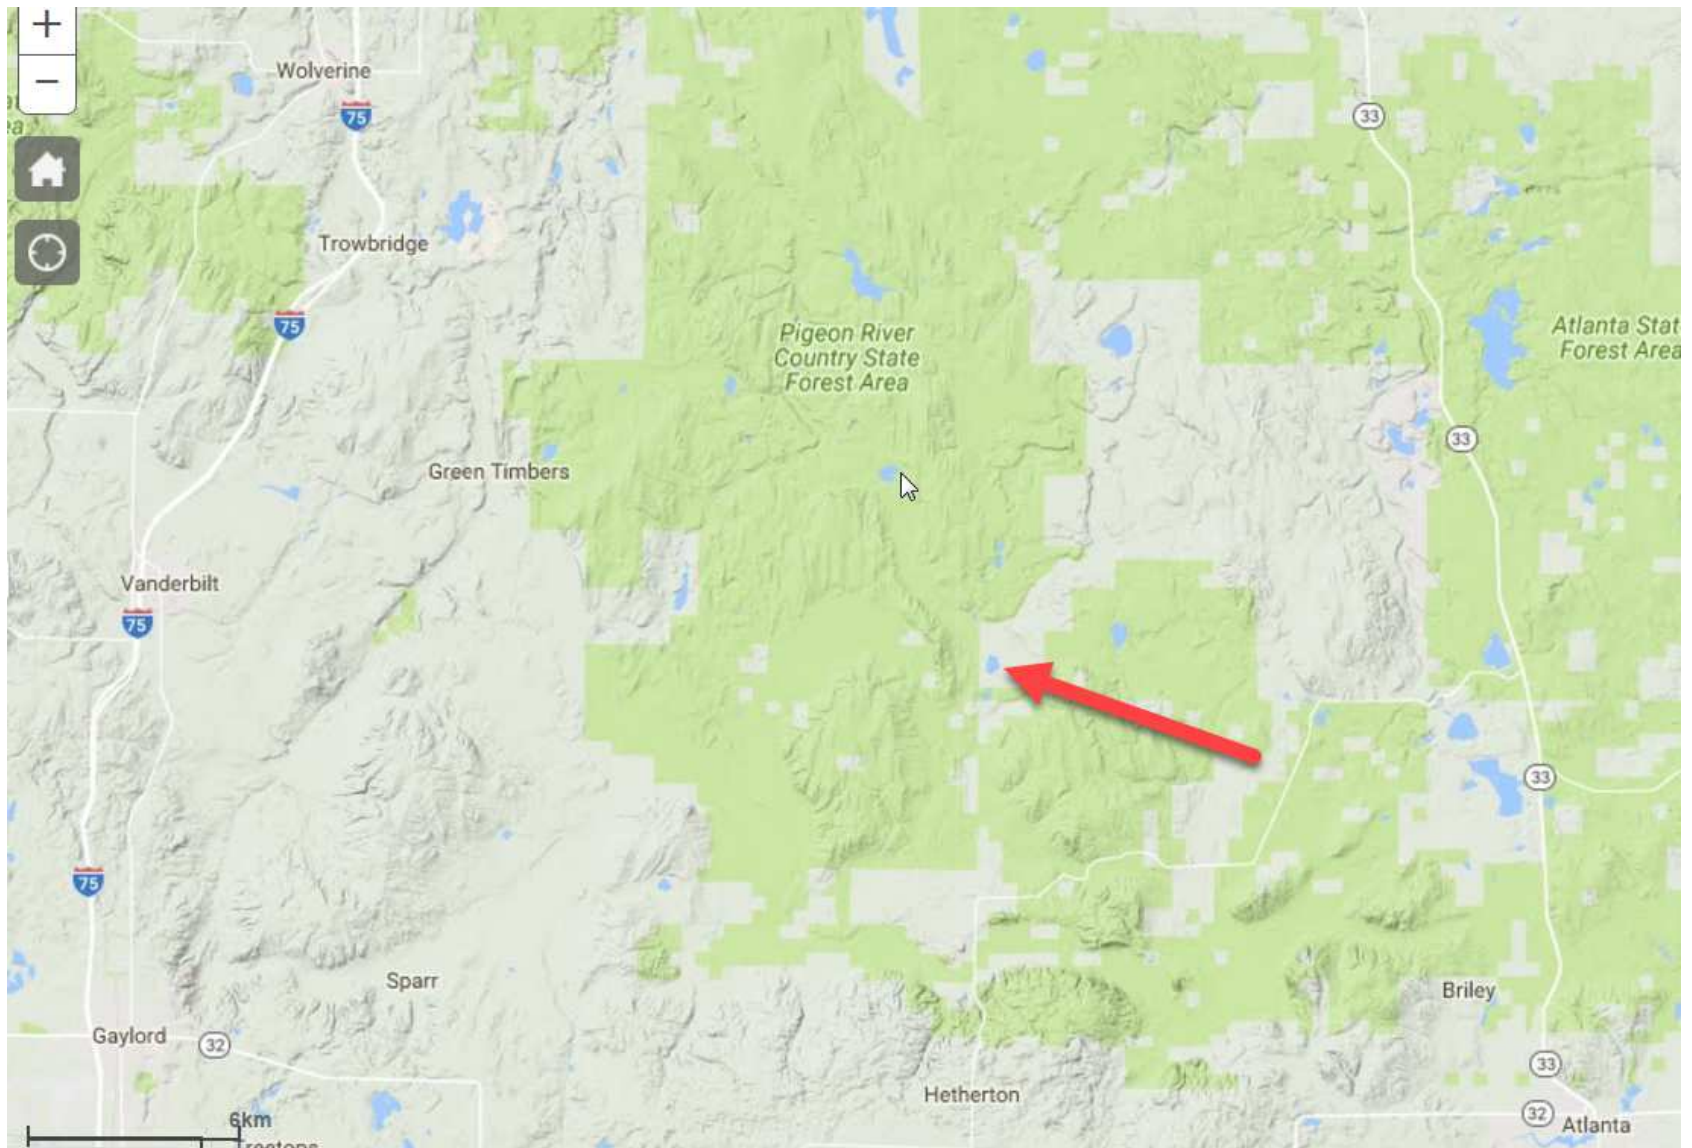 +
Wolverine
75
33
−
ea
Trowbridge
75
Pigeon River
Country State
Forest Area
Atlanta Stat
Forest Area
33
Green Timbers
Vanderbilt
75
33
75
Sparr
Briley
Gaylord
32
33
Hetherton
6km
32
Atlanta